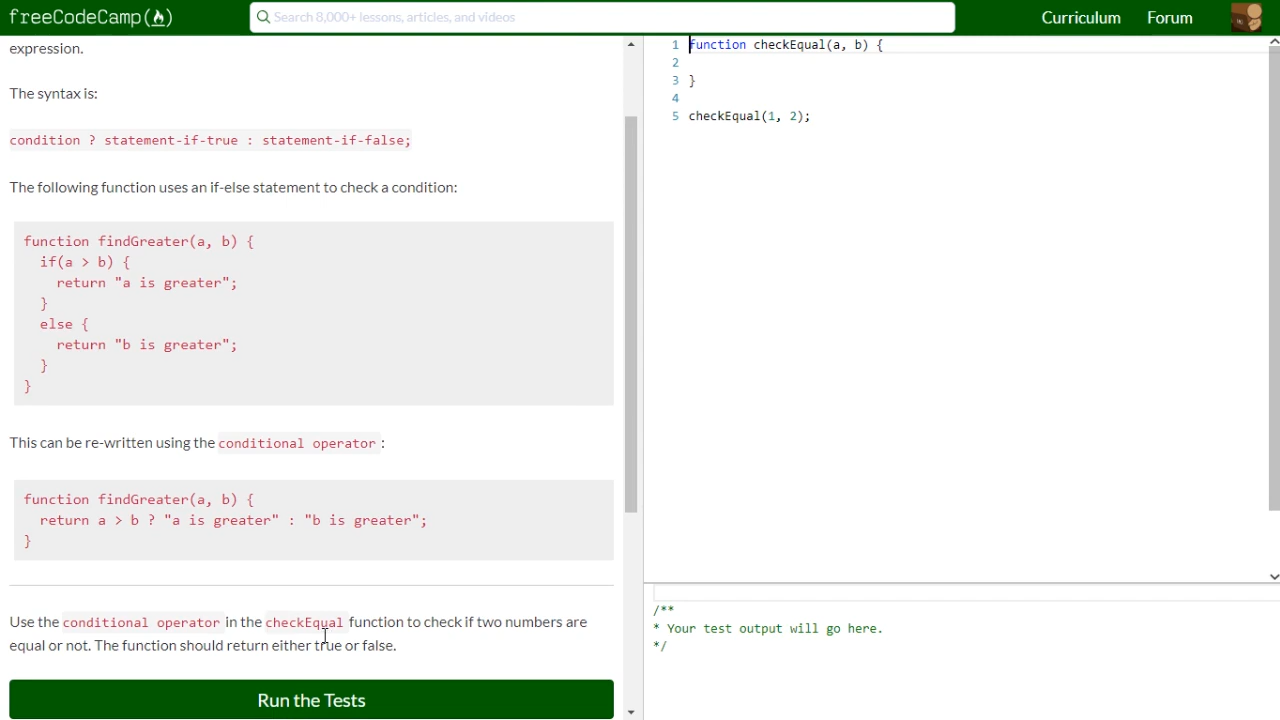 freeCodeCamp(🔥)
Search 8,000+ lessons, articles, and videos
Curriculum
Forum
expression.
The syntax is:
condition ? statement-if-true : statement-if-false;
The following function uses an if-else statement to check a condition:
function findGreater(a, b) {
if(a > b) {
return "a is greater";
}
else {
return "b is greater";
}
}
This can be re-written using the conditional operator :
function findGreater(a, b) {
return a > b ? "a is greater" : "b is greater";
}
Use the conditional operator in the checkEqual function to check if two numbers are
equal or not. The function should return either true or false.
Run the Tests
1 function checkEqual(a, b) {
2
3 }
4
5 checkEqual(1, 2);
/**
* Your test output will go here.
*/